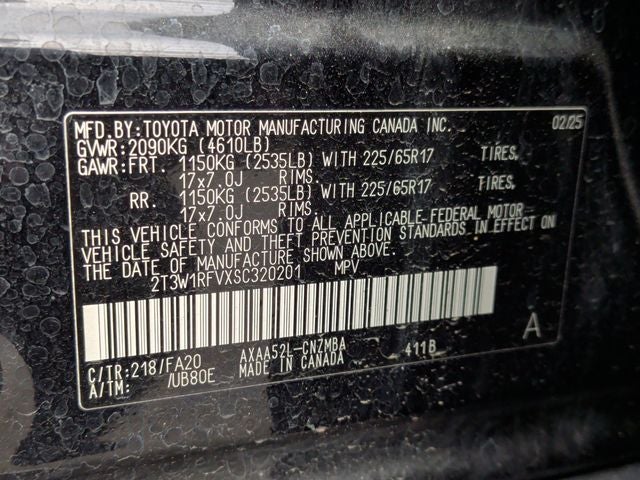 MFD.BY:TOYOTA MOTOR MANUFACTURING CANADA INC. 02/25
GVWR:2090KG (4610LB)
GAWR:FRT. 1150KG (2535LB) WITH 225/65R17 TIRES,
17x7.0J RIMS.
RR. 1150KG (2535LB) WITH 225/65R17 TIRES,
17x7.0J RIMS.
THIS VEHICLE CONFORMS TO ALL APPLICABLE FEDERAL MOTOR
VEHICLE SAFETY AND THEFT PREVENTION STANDARDS IN EFFECT ON
THE DATE OF MANUFACTURE SHOWN ABOVE.
2T3W1RFVXSC320201 MPV
A
C/TR:218/FA20 AXAA52L-CNZMBA 411B
A/TM: /UB80E MADE IN CANADA